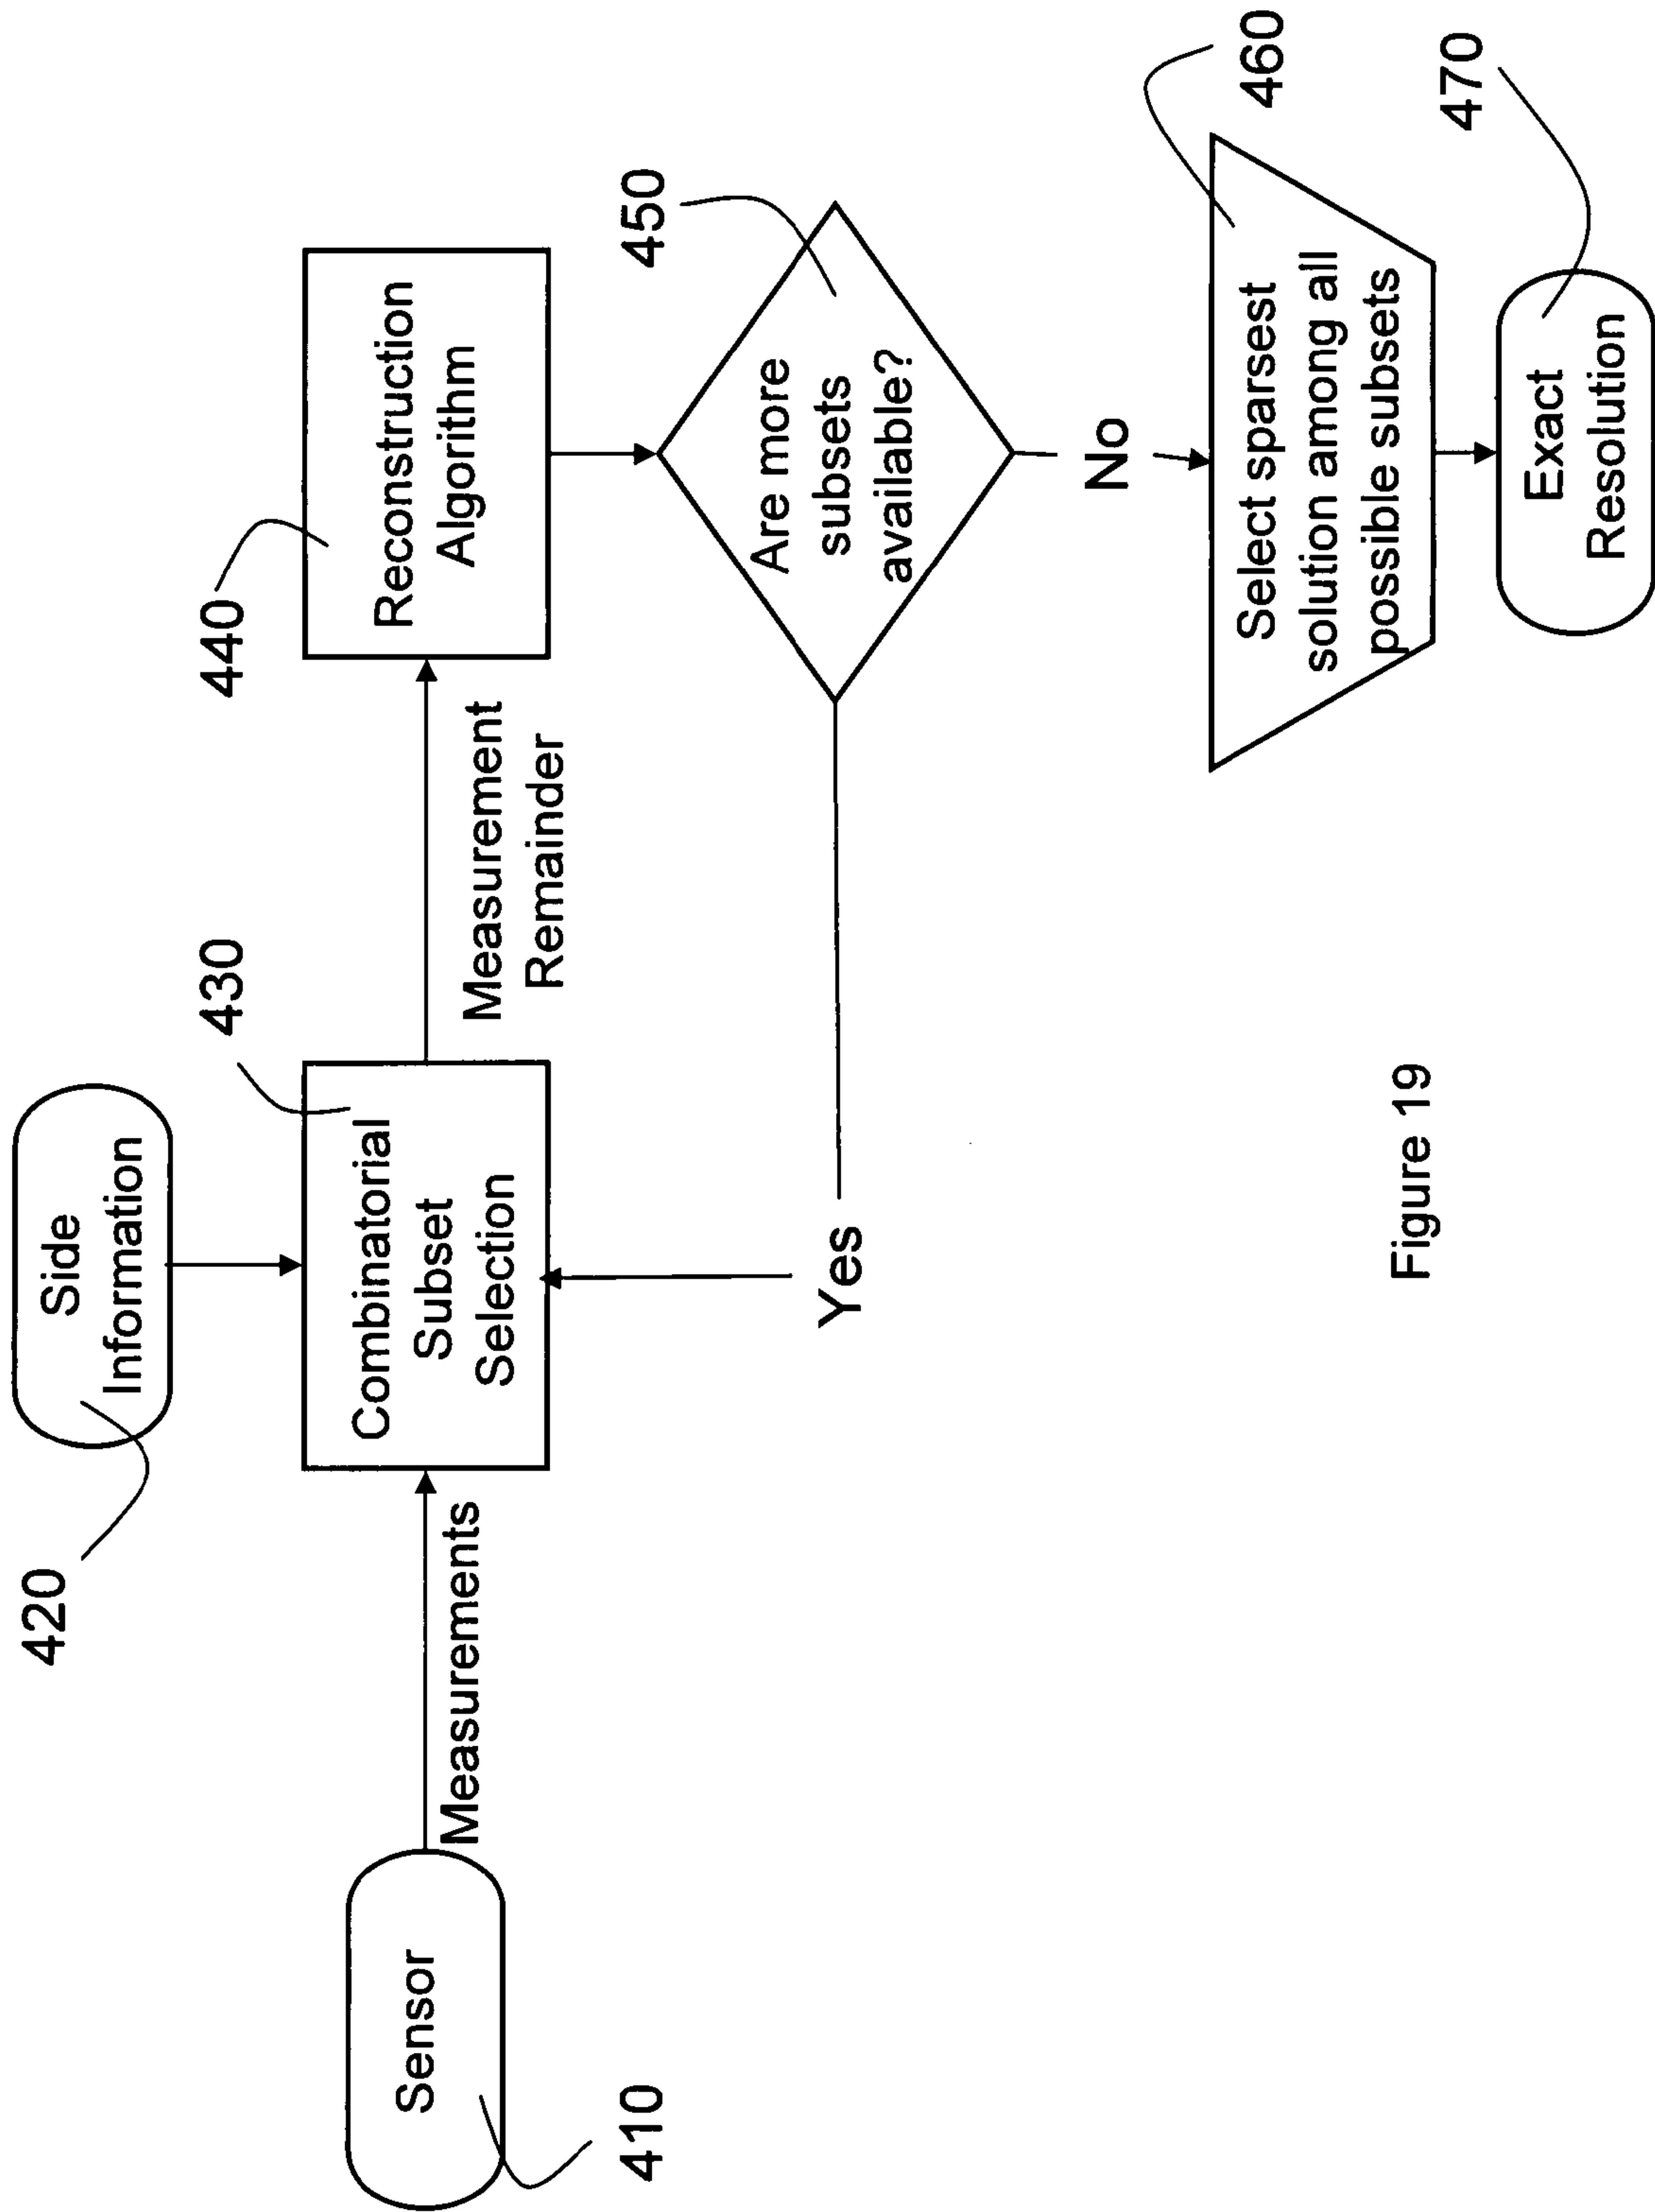 420
Side
Information
430
440
Sensor
410
Measurements
Combinatorial
Subset
Selection
Measurement
Remainder
Reconstruction
Algorithm
450
Are more
subsets
available?
Yes
No
460
Select sparsest
solution among all
possible subsets
470
Exact
Resolution
Figure 19